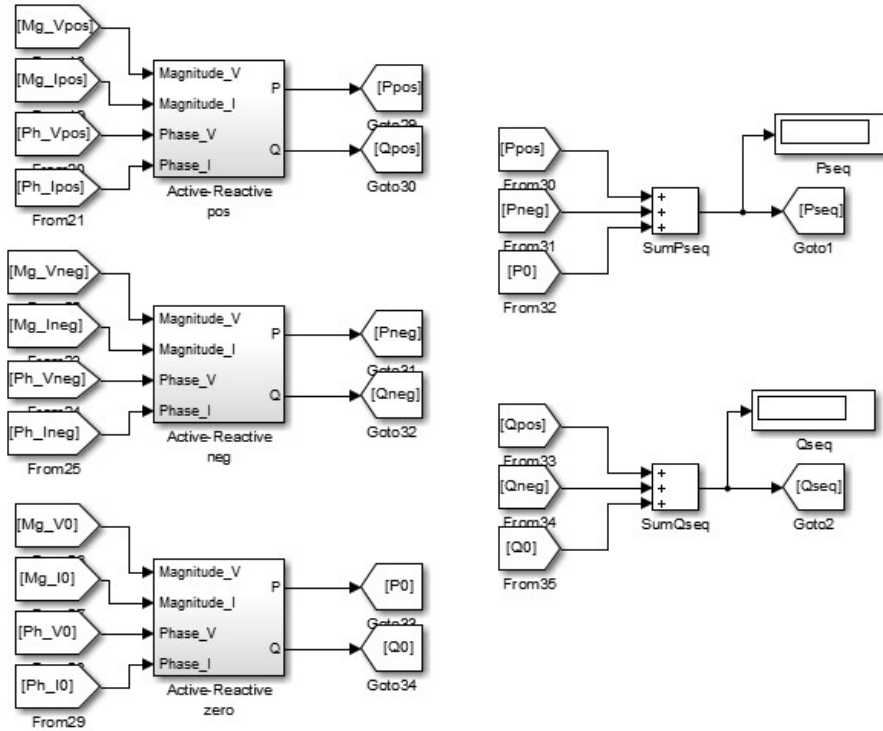 [Mg_Vpos]
[Mg_Ipos]
[Ph_Vpos]
[Ph_Ipos]
From21
Magnitude_V
Magnitude_I
Phase_V
Phase_I
P
Q
Active-Reactive
pos
[Ppos]
Goto29
[Qpos]
Goto30
[Mg_Vneg]
[Mg_Ineg]
[Ph_Vneg]
[Ph_Ineg]
From25
Magnitude_V
Magnitude_I
Phase_V
Phase_I
P
Q
Active-Reactive
neg
[Pneg]
Goto31
[Qneg]
Goto32
[Mg_V0]
[Mg_I0]
[Ph_V0]
[Ph_I0]
From29
Magnitude_V
Magnitude_I
Phase_V
Phase_I
P
Q
Active-Reactive
zero
[P0]
Goto33
[Q0]
Goto34
[Ppos]
From30
[Pneg]
From31
[P0]
From32
+
+
+
SumPseq
Pseq
[Pseq]
Goto1
[Qpos]
From33
[Qneg]
From34
[Q0]
From35
+
+
+
SumQseq
Qseq
[Qseq]
Goto2